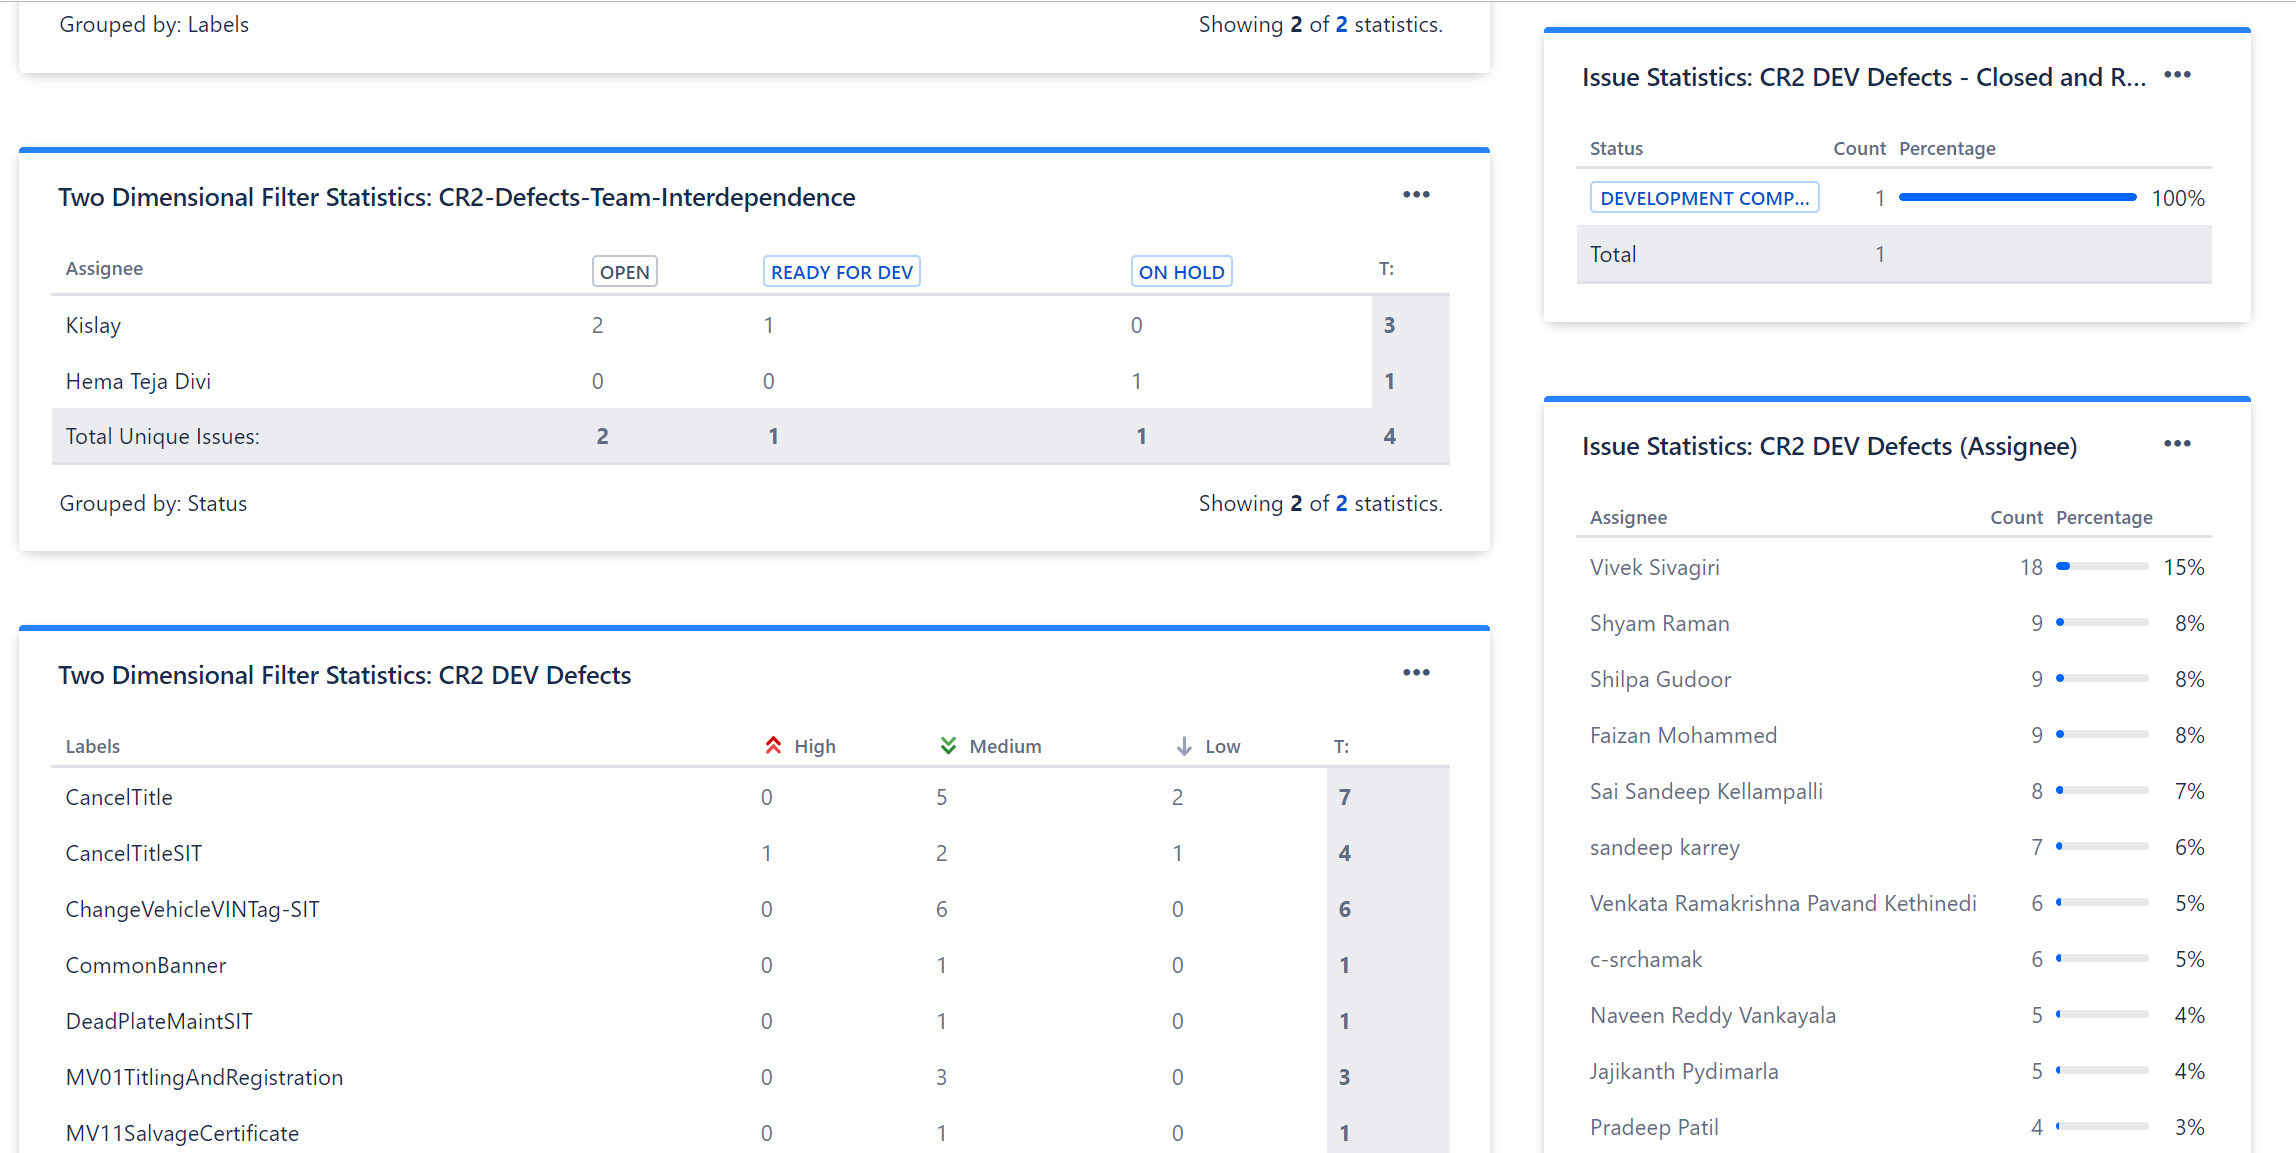 Grouped by: Labels
Showing 2 of 2 statistics.
Two Dimensional Filter Statistics: CR2-Defects-Team-Interdependence
Assignee OPEN READY FOR DEV ON HOLD T:
Kislay 2 1 0 3
Hema Teja Divi 0 0 1 1
Total Unique Issues: 2 1 1 4
Grouped by: Status
Showing 2 of 2 statistics.
Two Dimensional Filter Statistics: CR2 DEV Defects
Labels High Medium Low T:
CancelTitle 0 5 2 7
CancelTitleSIT 1 2 1 4
ChangeVehicleVINTag-SIT 0 6 0 6
CommonBanner 0 1 0 1
DeadPlateMaintSIT 0 1 0 1
MV01TitlingAndRegistration 0 3 0 3
MV11SalvageCertificate 0 1 0 1
Issue Statistics: CR2 DEV Defects - Closed and R...
Status Count Percentage
DEVELOPMENT COMP... 1 100%
Total 1
Issue Statistics: CR2 DEV Defects (Assignee)
Assignee Count Percentage
Vivek Sivagiri 18 15%
Shyam Raman 9 8%
Shilpa Gudoor 9 8%
Faizan Mohammed 9 8%
Sai Sandeep Kellampalli 8 7%
sandeep karrey 7 6%
Venkata Ramakrishna Pavand Kethinedi 6 5%
c-srchamak 6 5%
Naveen Reddy Vankayala 5 4%
Jajikanth Pydimarla 5 4%
Pradeep Patil 4 3%